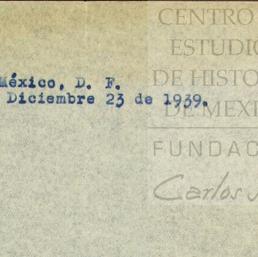 CENTRO
ESTUDIO
DE HISTO
DE MEXI
FUNDAC
Carlos
México, D. F.
Diciembre 23 de 1939.